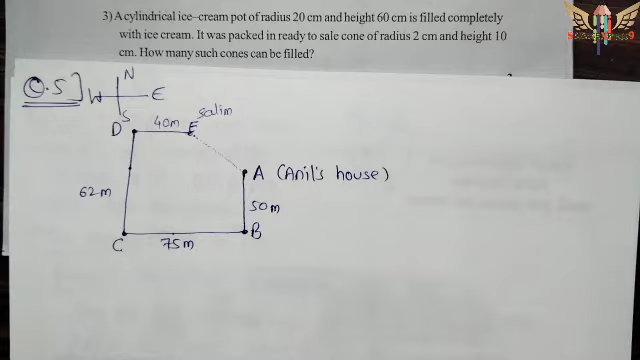 3) A cylindrical ice–cream pot of radius 20 cm and height 60 cm is filled completely
with ice cream. It was packed in ready to sale cone of radius 2 cm and height 10
cm. How many such cones can be filled?
Q.5]
N
W E
S
Salim
D 40m E
A (Anil's house)
62m
50m
C 75m B